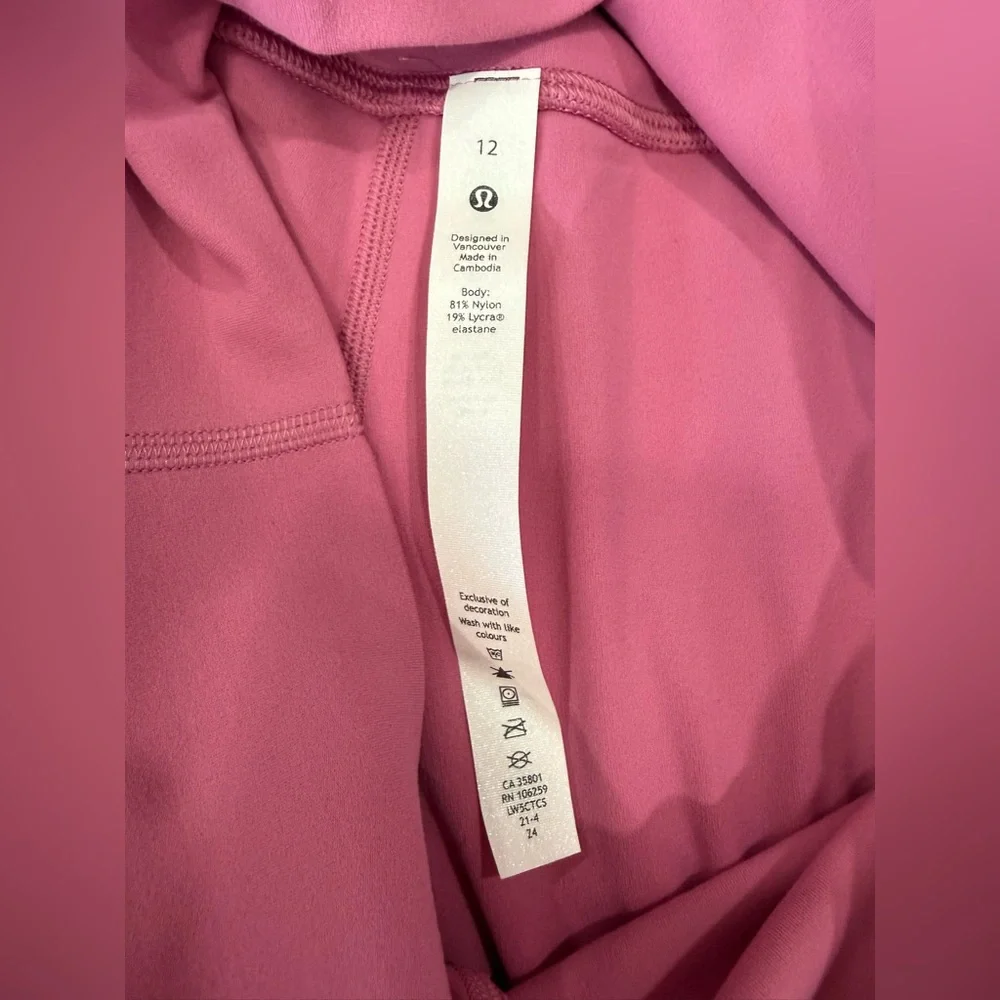 12
Designed in
Vancouver
Made in
Cambodia
Body:
81% Nylon
19% Lycra®
elastane
Exclusive of
decoration
Wash with like
colours
CA 35801
RN 106259
LW5CTCS
21-4
24